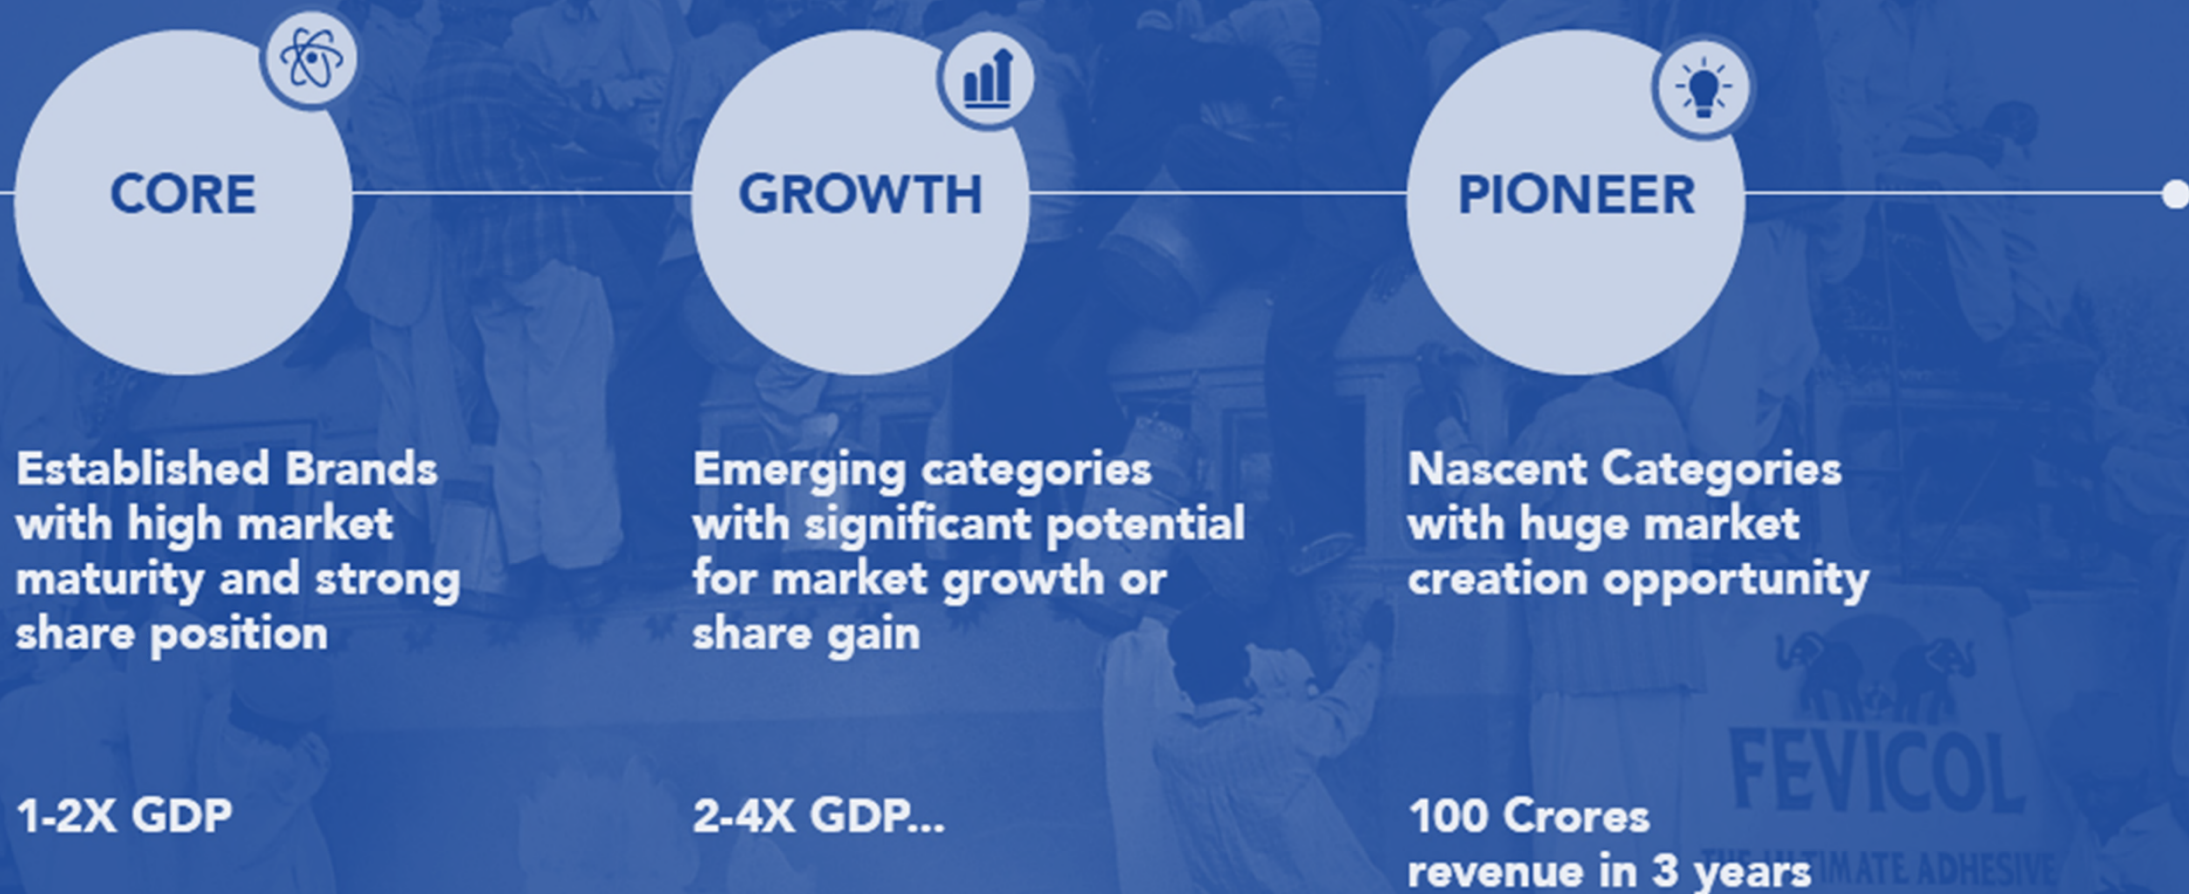 CORE
GROWTH
PIONEER
Established Brands
with high market
maturity and strong
share position
Emerging categories
with significant potential
for market growth or
share gain
Nascent Categories
with huge market
creation opportunity
1-2X GDP
2-4X GDP...
100 Crores
revenue in 3 years
FEVICOL
THE ULTIMATE ADHESIVE